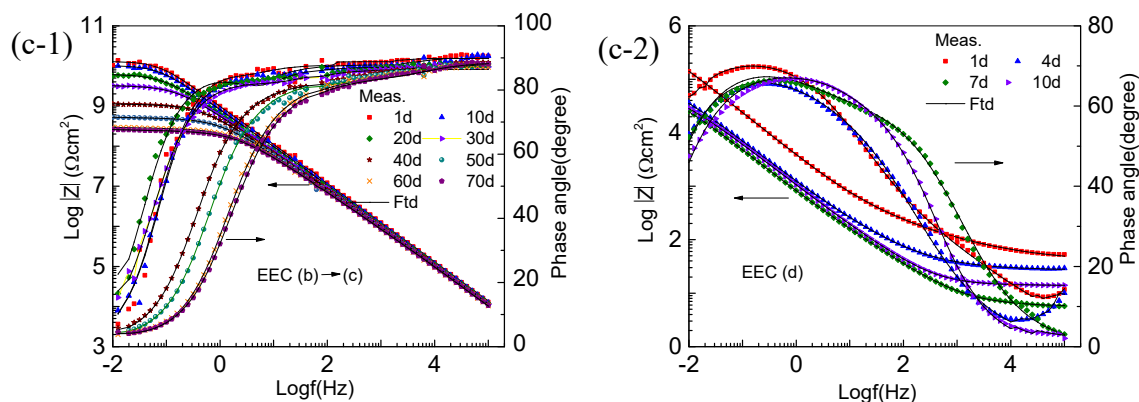 (c-1)
11
9
7
5
3
Log |Z| (Ωcm2)
100
80
60
40
20
0
Phase angle(degree)
Meas.
1d 10d
20d 30d
40d 50d
60d 70d
Ftd
EEC (b) → (c)
-2 0 2 4
Logf(Hz)
(c-2)
6
4
2
0
Log |Z| (Ωcm2)
80
60
40
20
0
Phase angle(degree)
Meas.
1d 4d
7d 10d
Ftd
EEC (d)
-2 0 2 4
Logf(Hz)